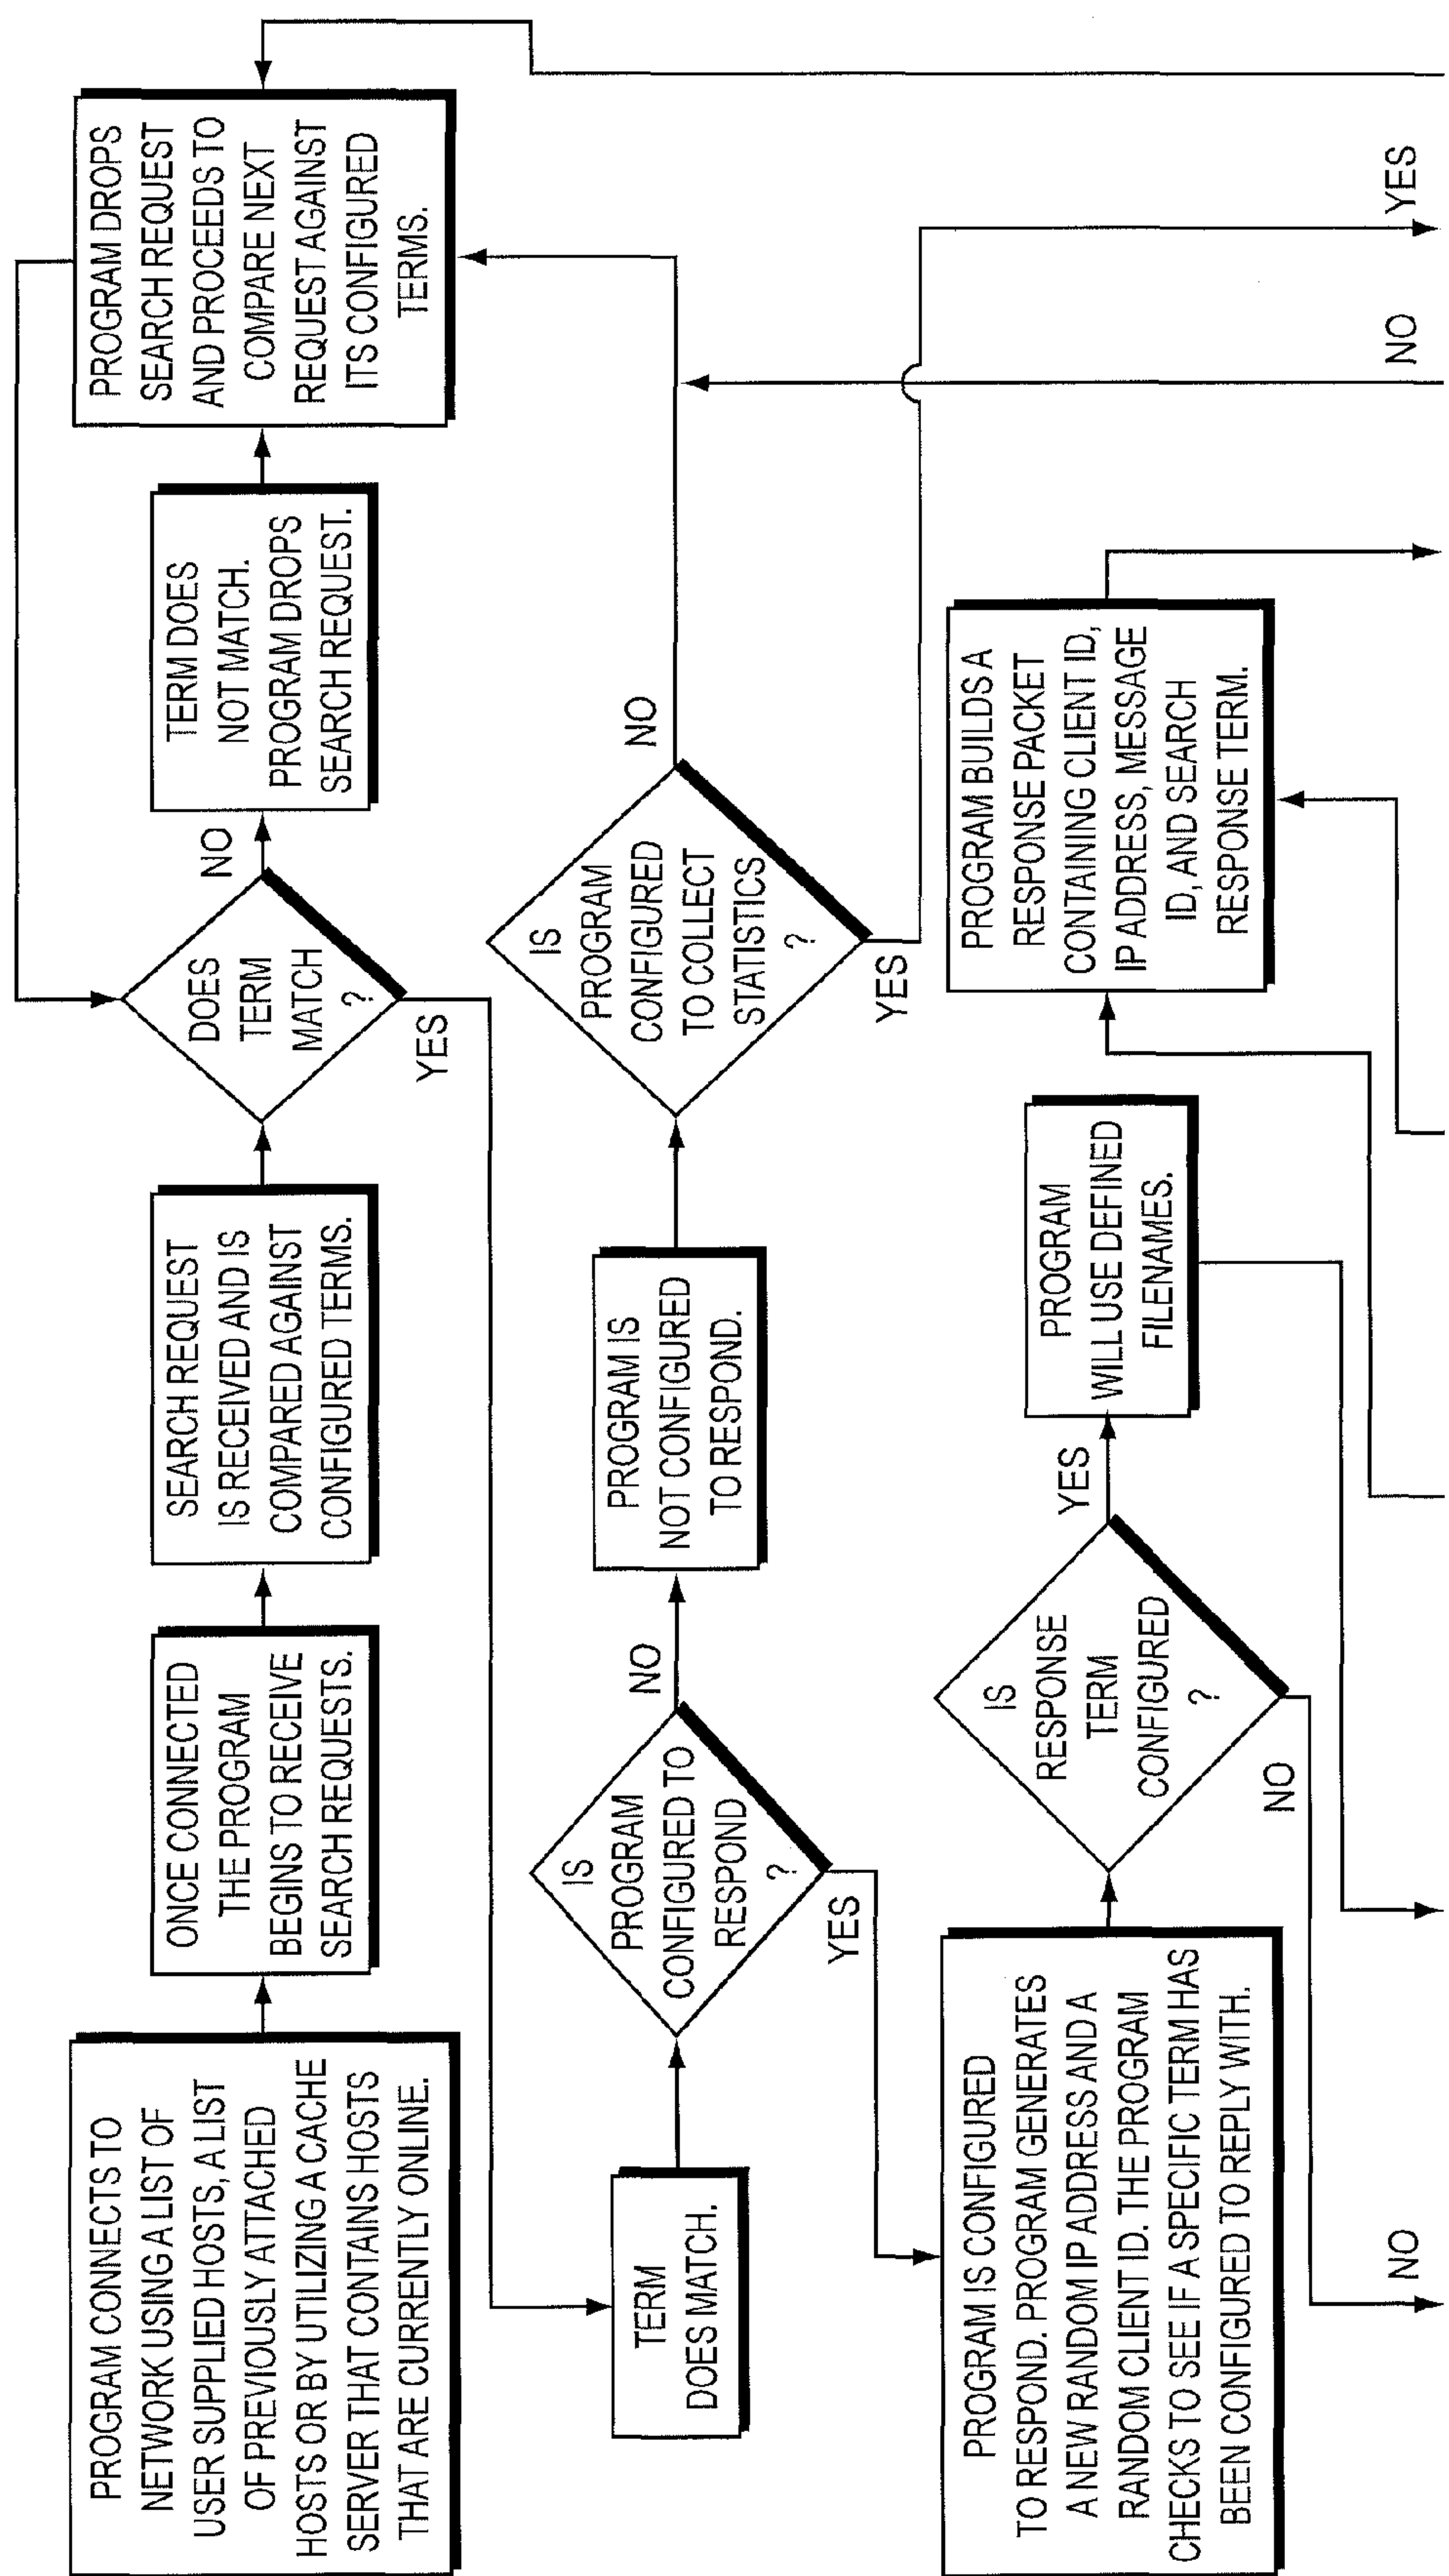 PROGRAM CONNECTS TO
NETWORK USING A LIST OF
USER SUPPLIED HOSTS, A LIST
OF PREVIOUSLY ATTACHED
HOSTS OR BY UTILIZING A CACHE
SERVER THAT CONTAINS HOSTS
THAT ARE CURRENTLY ONLINE.
ONCE CONNECTED
THE PROGRAM
BEGINS TO RECEIVE
SEARCH REQUESTS.
SEARCH REQUEST
IS RECEIVED AND IS
COMPARED AGAINST
CONFIGURED TERMS.
DOES
TERM
MATCH
?
NO
YES
TERM DOES
NOT MATCH.
PROGRAM DROPS
SEARCH REQUEST.
PROGRAM DROPS
SEARCH REQUEST
AND PROCEEDS TO
COMPARE NEXT
REQUEST AGAINST
ITS CONFIGURED
TERMS.
TERM
DOES MATCH.
IS
PROGRAM
CONFIGURED TO
RESPOND
?
NO
YES
PROGRAM IS
NOT CONFIGURED
TO RESPOND.
IS
PROGRAM
CONFIGURED
TO COLLECT
STATISTICS
?
NO
YES
PROGRAM IS CONFIGURED
TO RESPOND. PROGRAM GENERATES
A NEW RANDOM IP ADDRESS AND A
RANDOM CLIENT ID. THE PROGRAM
CHECKS TO SEE IF A SPECIFIC TERM HAS
BEEN CONFIGURED TO REPLY WITH.
IS
RESPONSE
TERM
CONFIGURED
?
YES
NO
PROGRAM
WILL USE DEFINED
FILENAMES.
PROGRAM BUILDS A
RESPONSE PACKET
CONTAINING CLIENT ID,
IP ADDRESS, MESSAGE
ID, AND SEARCH
RESPONSE TERM.
NO
NO
YES